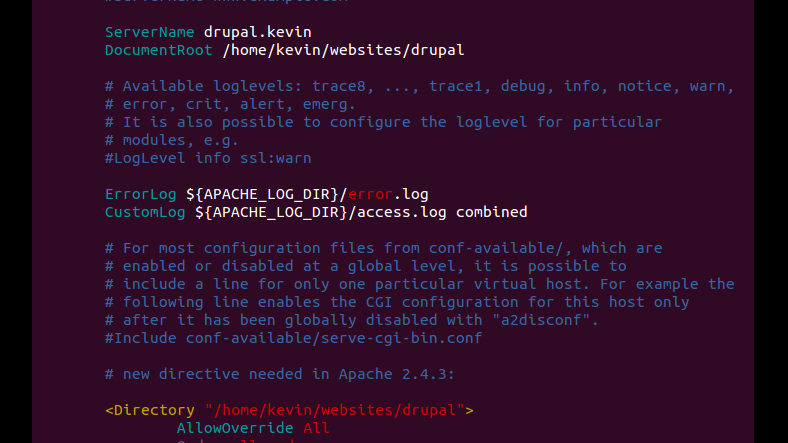 ServerName drupal.kevin
DocumentRoot /home/kevin/websites/drupal
# Available loglevels: trace8, ..., trace1, debug, info, notice, warn,
# error, crit, alert, emerg.
# It is also possible to configure the loglevel for particular
# modules, e.g.
#LogLevel info ssl:warn
ErrorLog ${APACHE_LOG_DIR}/error.log
CustomLog ${APACHE_LOG_DIR}/access.log combined
# For most configuration files from conf-available/, which are
# enabled or disabled at a global level, it is possible to
# include a line for only one particular virtual host. For example the
# following line enables the CGI configuration for this host only
# after it has been globally disabled with "a2disconf".
#Include conf-available/serve-cgi-bin.conf
# new directive needed in Apache 2.4.3:
<Directory "/home/kevin/websites/drupal">
AllowOverride All